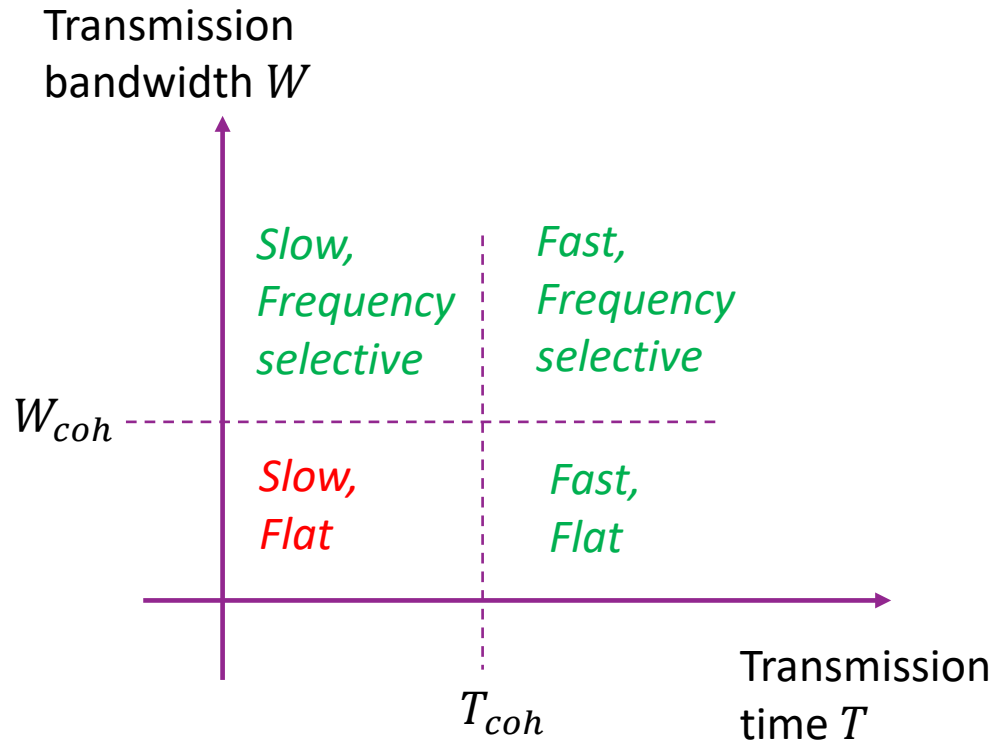 Transmission
bandwidth W
Slow,
Frequency
selective
Fast,
Frequency
selective
W_coh
Slow,
Flat
Fast,
Flat
T_coh
Transmission
time T